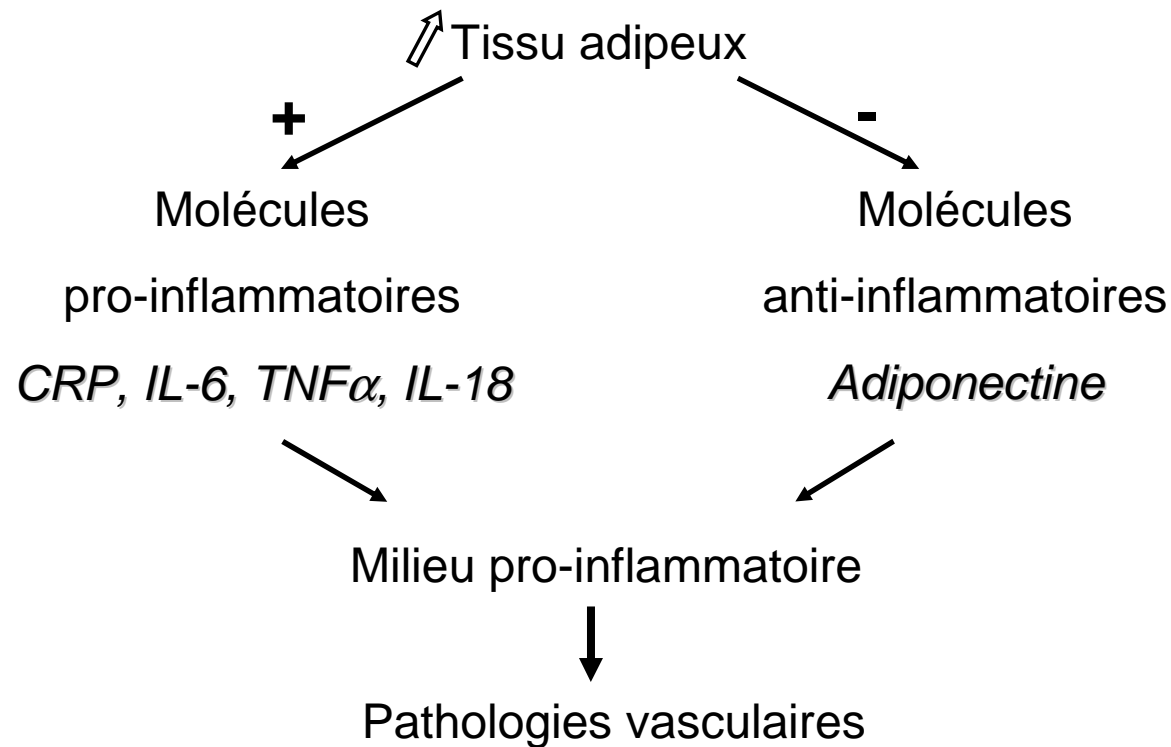 Tissu adipeux
+
-
Molécules
pro-inflammatoires
CRP, IL-6, TNFα, IL-18
Molécules
anti-inflammatoires
Adiponectine
Milieu pro-inflammatoire
Pathologies vasculaires